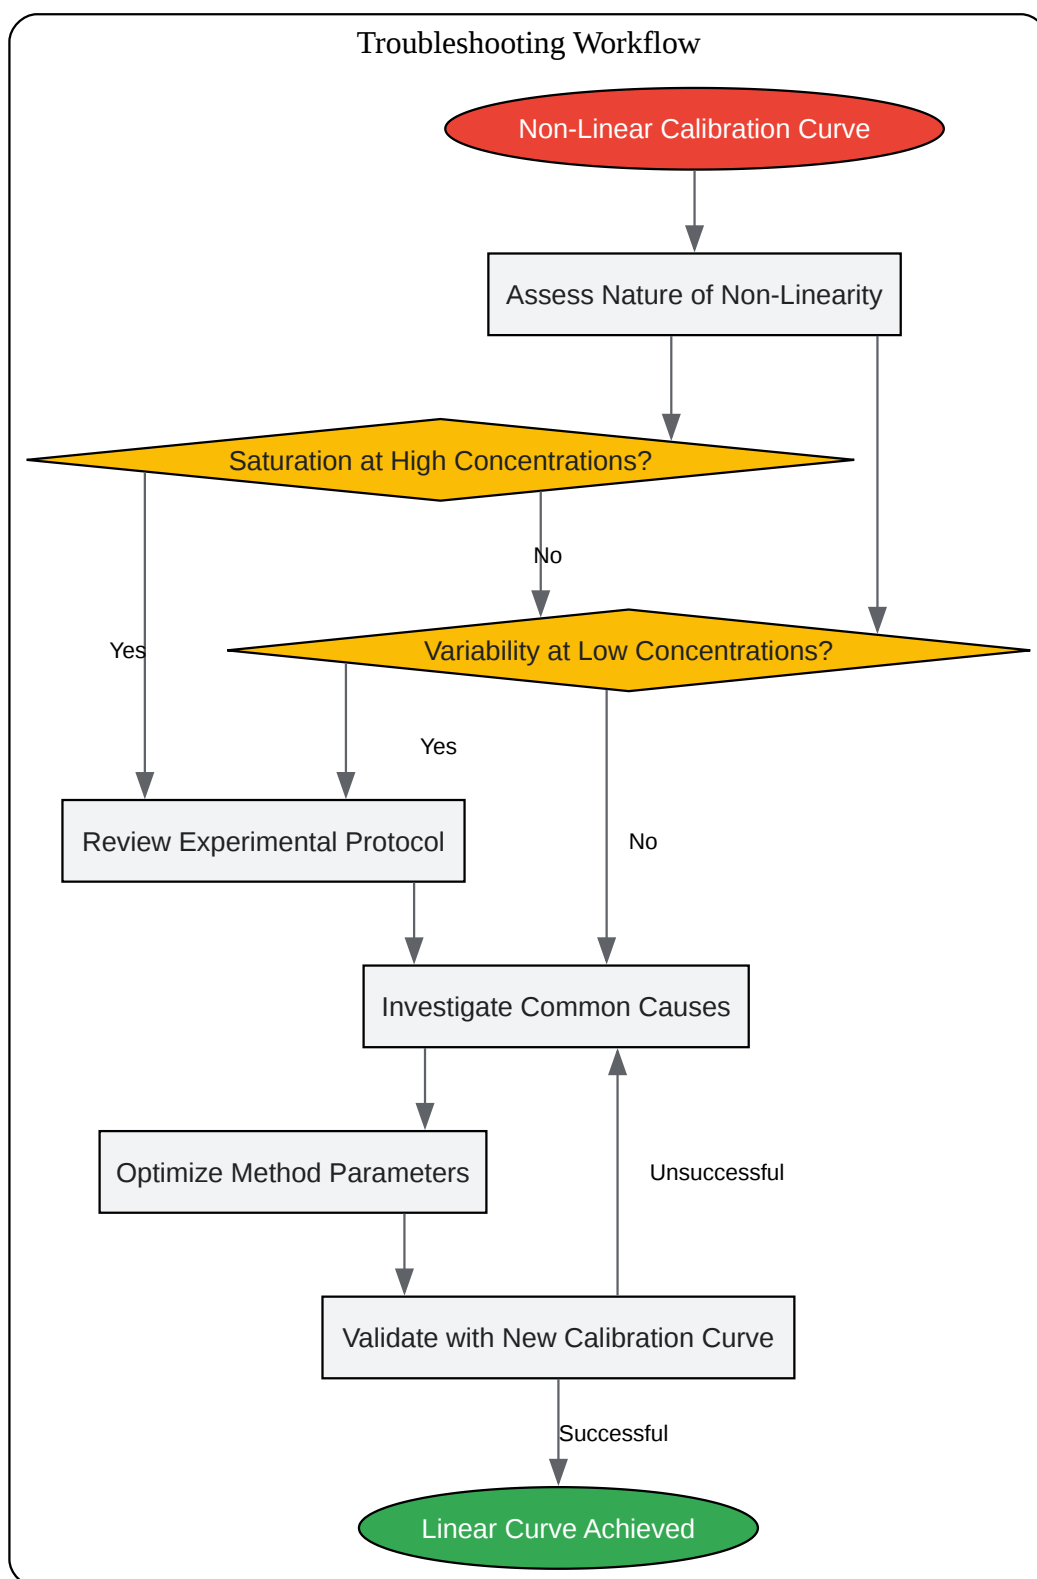 Troubleshooting Workflow
Non-Linear Calibration Curve
Assess Nature of Non-Linearity
Saturation at High Concentrations?
No
Yes
Variability at Low Concentrations?
Yes
Review Experimental Protocol
No
Investigate Common Causes
Optimize Method Parameters
Unsuccessful
Validate with New Calibration Curve
Successful
Linear Curve Achieved